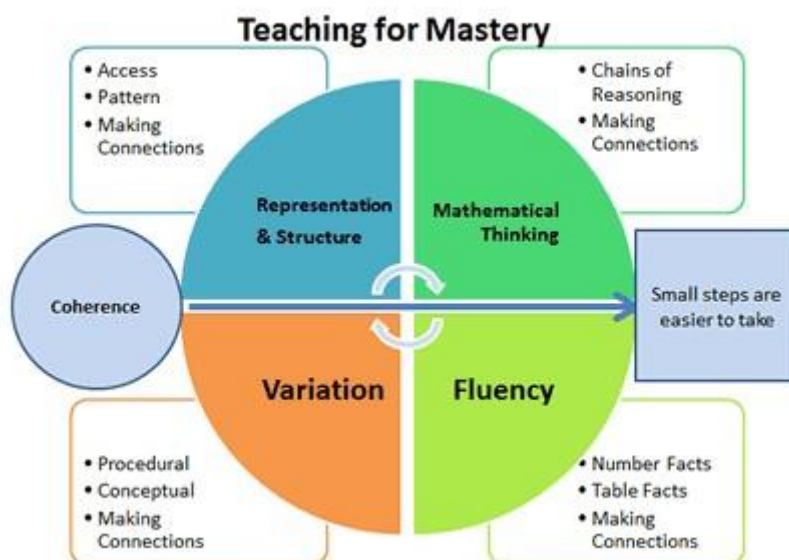 Teaching for Mastery
• Access
• Pattern
• Making
Connections
• Chains of
Reasoning
• Making
Connections
Representation
& Structure
Mathematical
Thinking
Coherence
Small steps are
easier to take
Variation
Fluency
• Procedural
• Conceptual
• Making
Connections
• Number Facts
• Table Facts
• Making
Connections